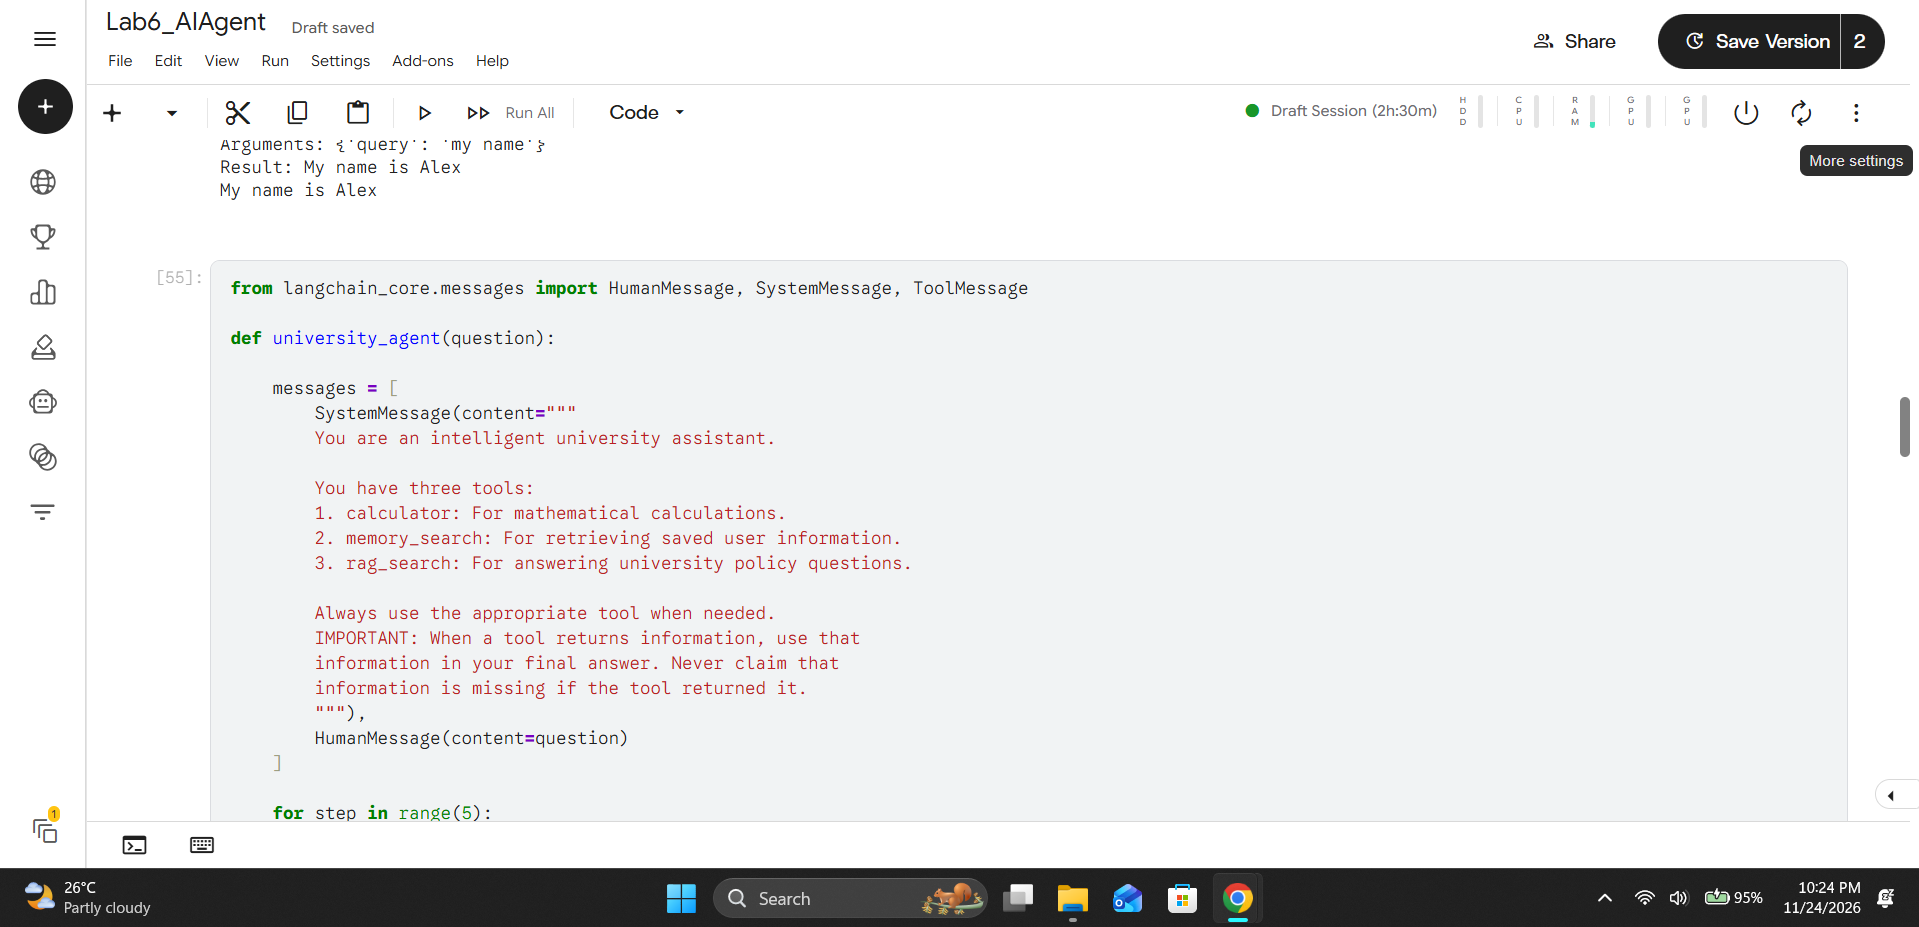 Lab6_AIAgent
Draft saved
File Edit View Run Settings Add-ons Help
Share
Save Version 2
Run All
Code
Draft Session (2h:30m)
HDD
CPU
RAM
GPU
GPU
More settings
Arguments: {'query': 'my name'}
Result: My name is Alex
My name is Alex
[55]:
from langchain_core.messages import HumanMessage, SystemMessage, ToolMessage
def university_agent(question):
messages = [
SystemMessage(content="""
You are an intelligent university assistant.
You have three tools:
1. calculator: For mathematical calculations.
2. memory_search: For retrieving saved user information.
3. rag_search: For answering university policy questions.
Always use the appropriate tool when needed.
IMPORTANT: When a tool returns information, use that
information in your final answer. Never claim that
information is missing if the tool returned it.
"""),
HumanMessage(content=question)
]
for step in range(5):
1
26°C
Partly cloudy
Search
95%
10:24 PM
11/24/2026